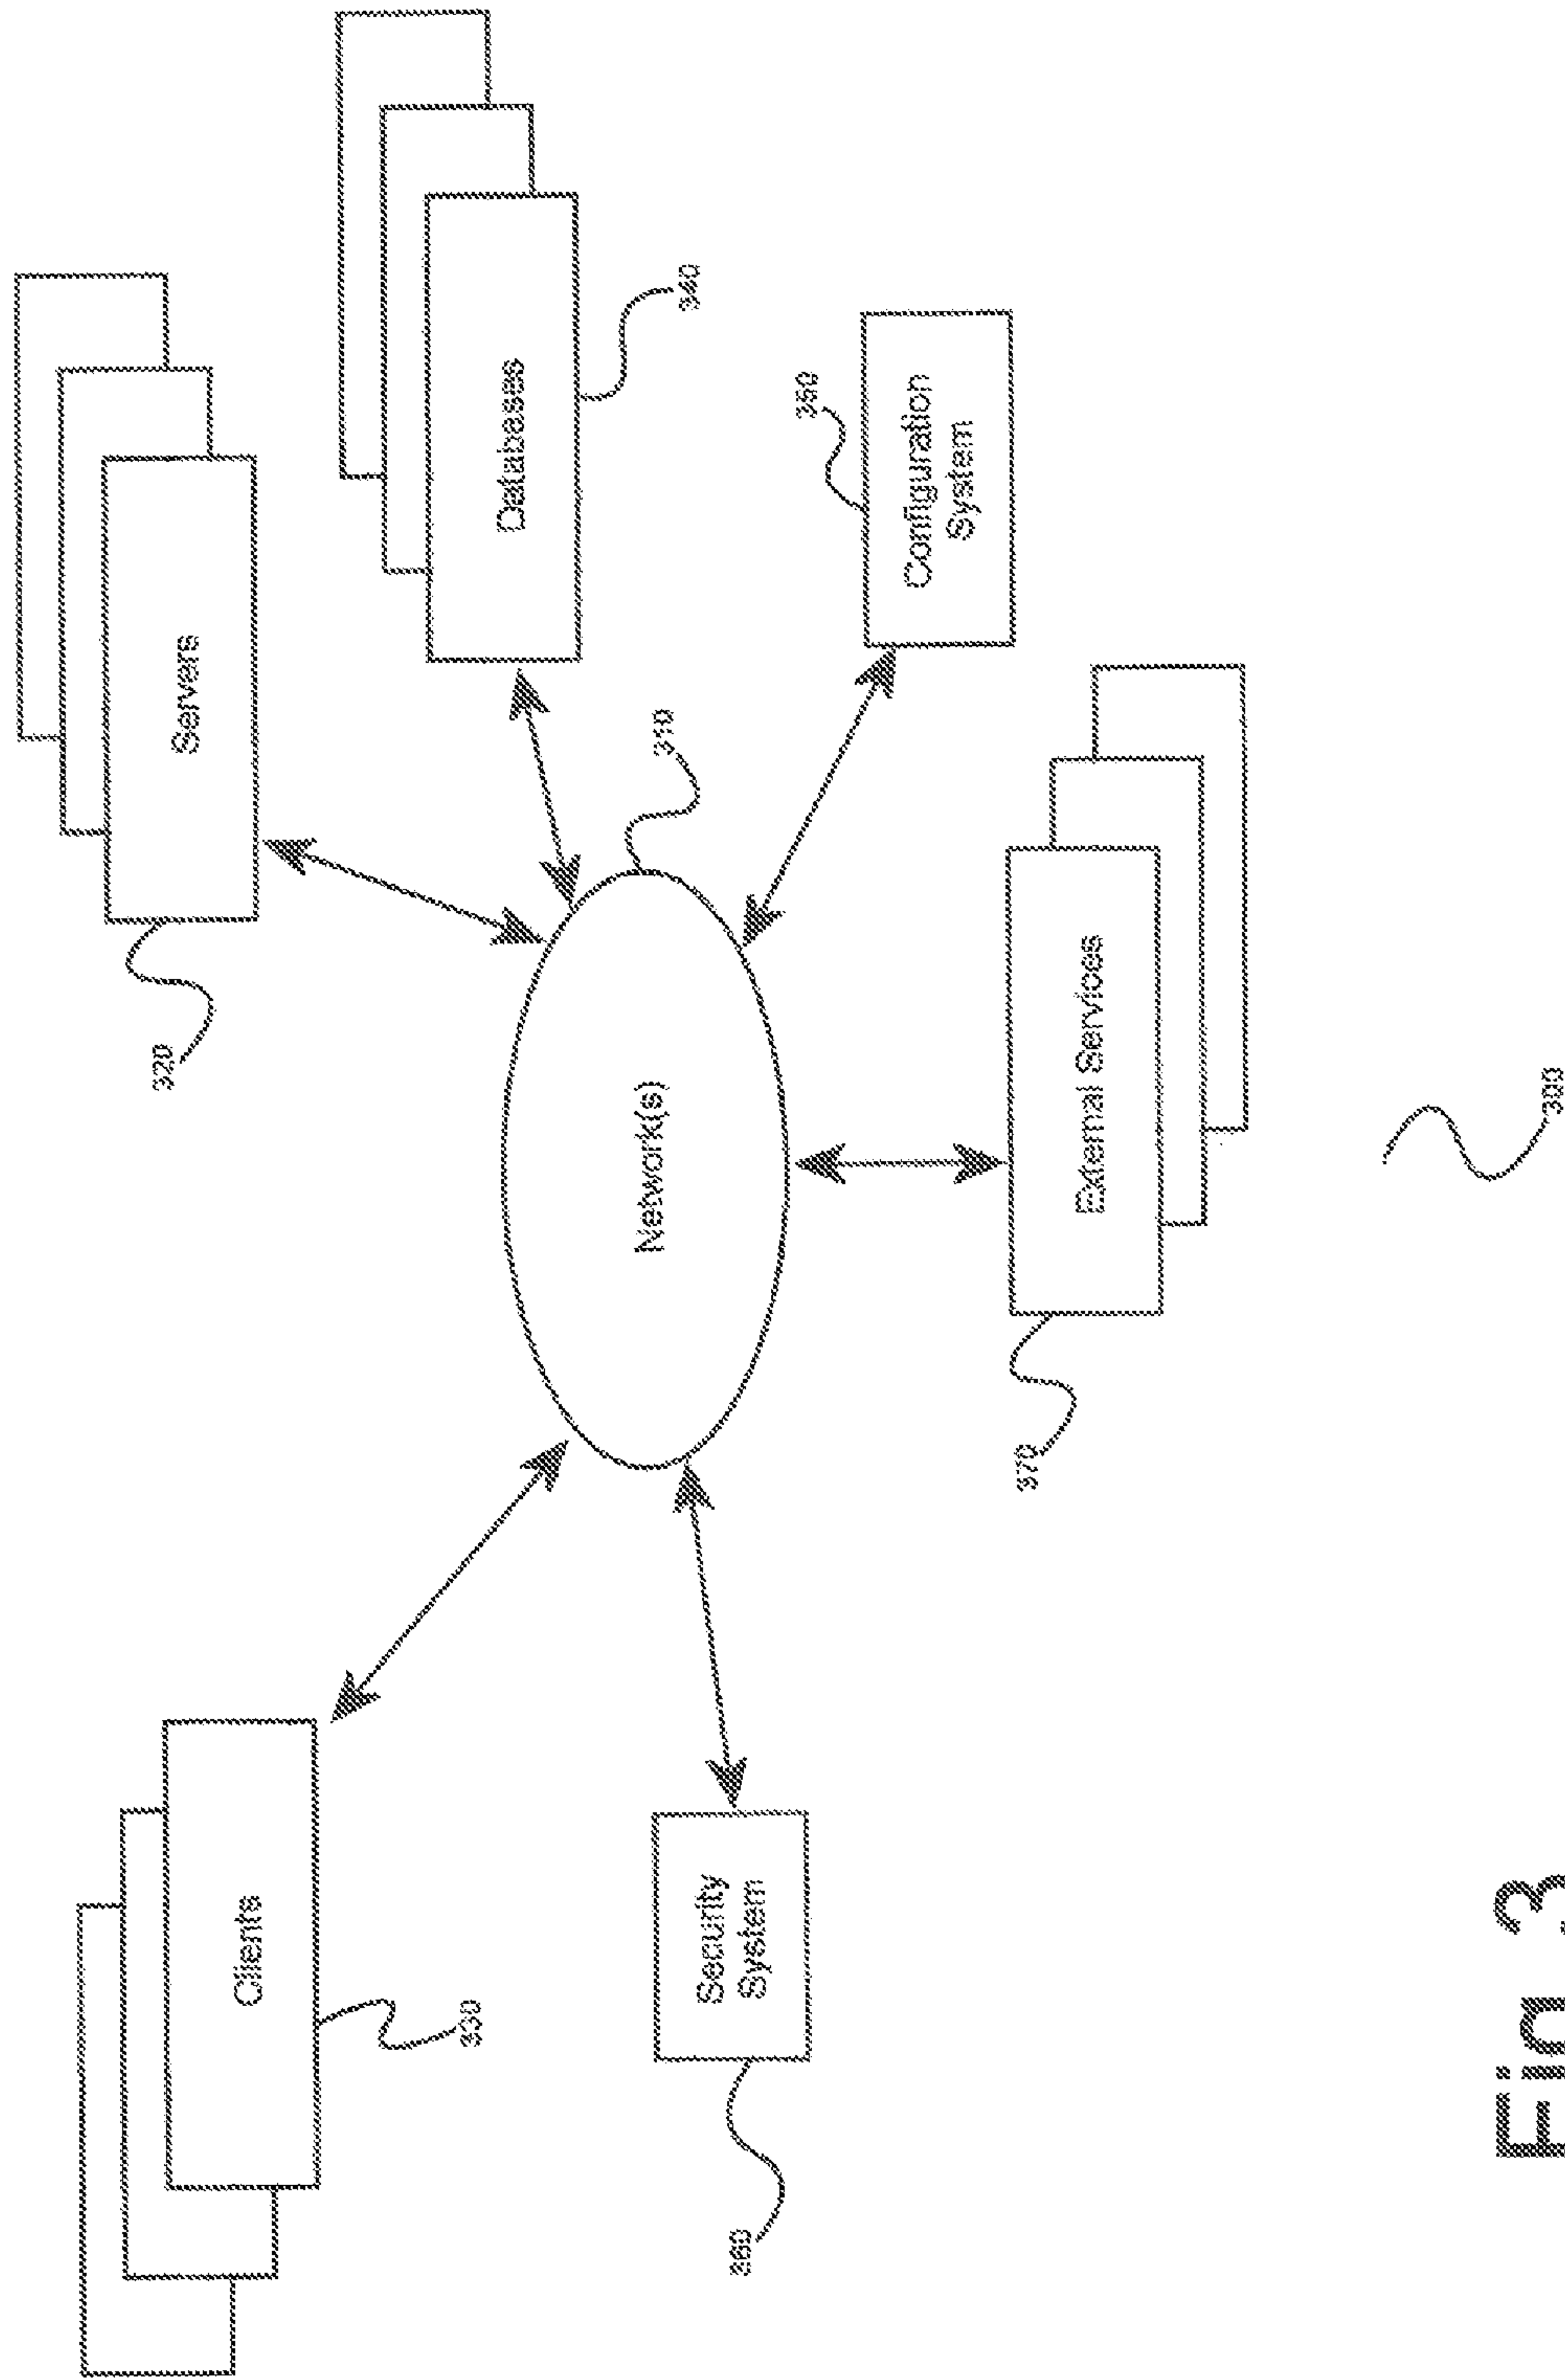 Clients
330
Servers
320
Databases
340
Network(s)
310
Security
System
360
Configuration
System
350
External Services
370
300
Fig. 3